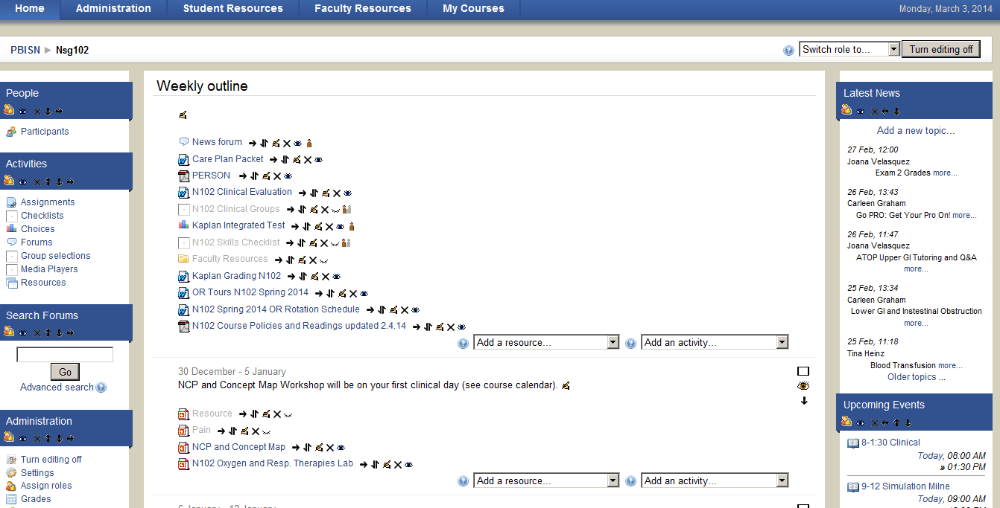 Home Administration Student Resources Faculty Resources My Courses Monday, March 3, 2014
PBISN ► Nsg102 Switch role to... Turn editing off
People
Participants
Activities
Assignments
Checklists
Choices
Forums
Group selections
Media Players
Resources
Search Forums
Go
Advanced search
Administration
Turn editing off
Settings
Assign roles
Grades
Weekly outline
News forum
Care Plan Packet
PERSON
N102 Clinical Evaluation
N102 Clinical Groups
Kaplan Integrated Test
N102 Skills Checklist
Faculty Resources
Kaplan Grading N102
OR Tours N102 Spring 2014
N102 Spring 2014 OR Rotation Schedule
N102 Course Policies and Readings updated 2.4.14
Add a resource... Add an activity...
30 December - 5 January
NCP and Concept Map Workshop will be on your first clinical day (see course calendar).
Resource
Pain
NCP and Concept Map
N102 Oxygen and Resp. Therapies Lab
Add a resource... Add an activity...
6 January - 12 January
Latest News
Add a new topic...
27 Feb, 12:00
Joana Velasquez
Exam 2 Grades more...
26 Feb, 13:43
Carleen Graham
Go PRO: Get Your Pro On! more...
26 Feb, 11:47
Joana Velasquez
ATOP Upper GI Tutoring and Q&A
more...
25 Feb, 13:34
Carleen Graham
Lower GI and Instestinal Obstruction
more...
25 Feb, 11:18
Tina Heinz
Blood Transfusion more...
Older topics ...
Upcoming Events
8-1:30 Clinical
Today, 08:00 AM
» 01:30 PM
9-12 Simulation Milne
Today, 09:00 AM